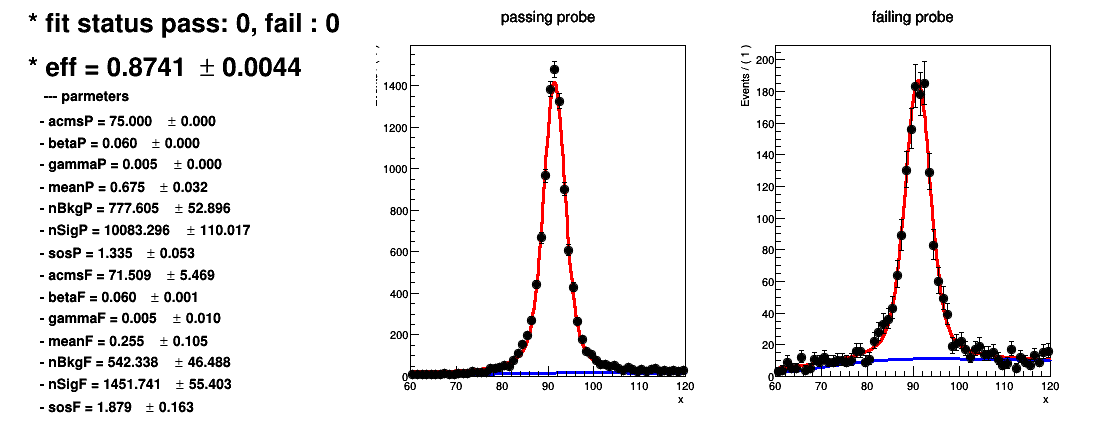 * fit status pass: 0, fail : 0
* eff = 0.8741 ± 0.0044
--- parmeters
- acmsP = 75.000 ± 0.000
- betaP = 0.060 ± 0.000
- gammaP = 0.005 ± 0.000
- meanP = 0.675 ± 0.032
- nBkgP = 777.605 ± 52.896
- nSigP = 10083.296 ± 110.017
- sosP = 1.335 ± 0.053
- acmsF = 71.509 ± 5.469
- betaF = 0.060 ± 0.001
- gammaF = 0.005 ± 0.010
- meanF = 0.255 ± 0.105
- nBkgF = 542.338 ± 46.488
- nSigF = 1451.741 ± 55.403
- sosF = 1.879 ± 0.163
passing probe
1400
1200
1000
800
600
400
200
0
60 70 80 90 100 110 120
x
failing probe
Events / ( 1 )
200
180
160
140
120
100
80
60
40
20
0
60 70 80 90 100 110 120
x